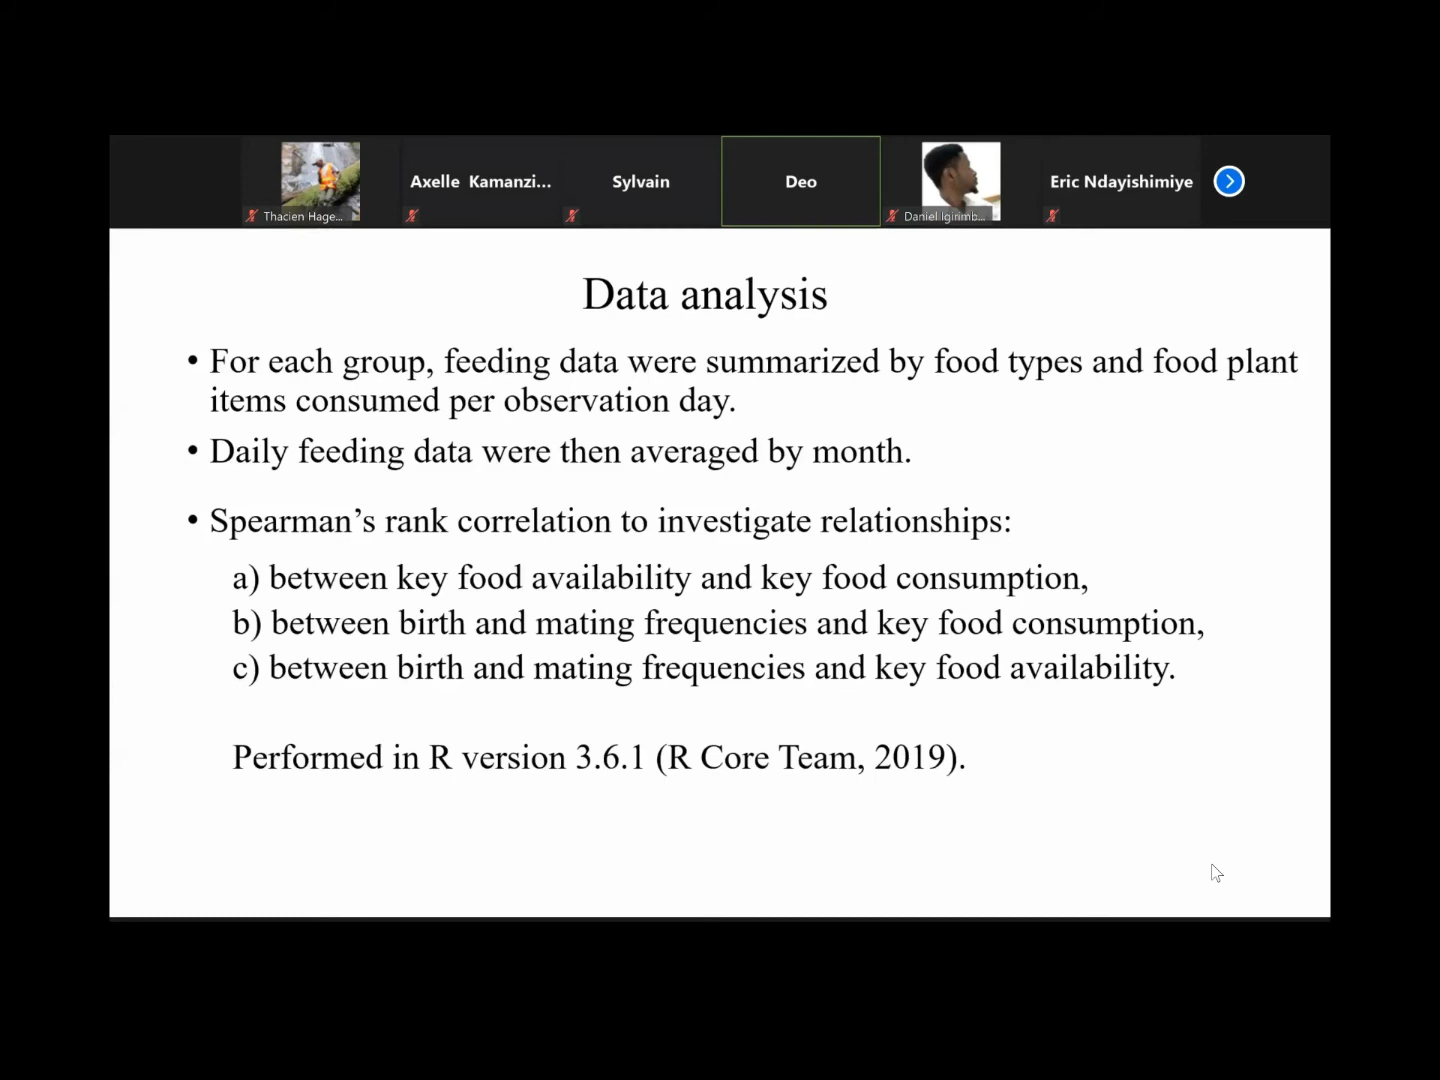 Axelle Kamanzi...
Sylvain
Deo
Eric Ndayishimiye
Thacien Hage...
Daniel Igirimb...
Data analysis
• For each group, feeding data were summarized by food types and food plant
items consumed per observation day.
• Daily feeding data were then averaged by month.
• Spearman’s rank correlation to investigate relationships:
a) between key food availability and key food consumption,
b) between birth and mating frequencies and key food consumption,
c) between birth and mating frequencies and key food availability.
Performed in R version 3.6.1 (R Core Team, 2019).